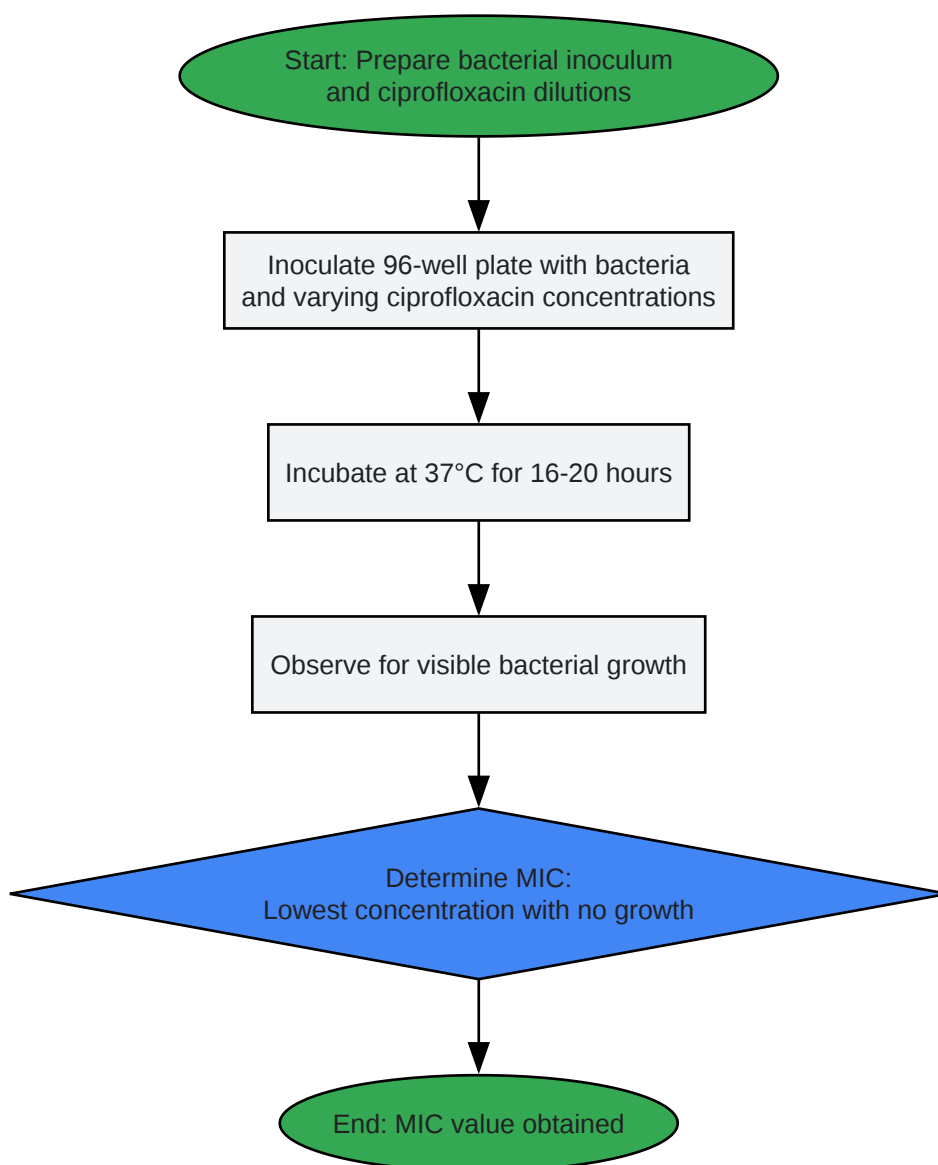 Start: Prepare bacterial inoculum
and ciprofloxacin dilutions
Inoculate 96-well plate with bacteria
and varying ciprofloxacin concentrations
Incubate at 37°C for 16-20 hours
Observe for visible bacterial growth
Determine MIC:
Lowest concentration with no growth
End: MIC value obtained